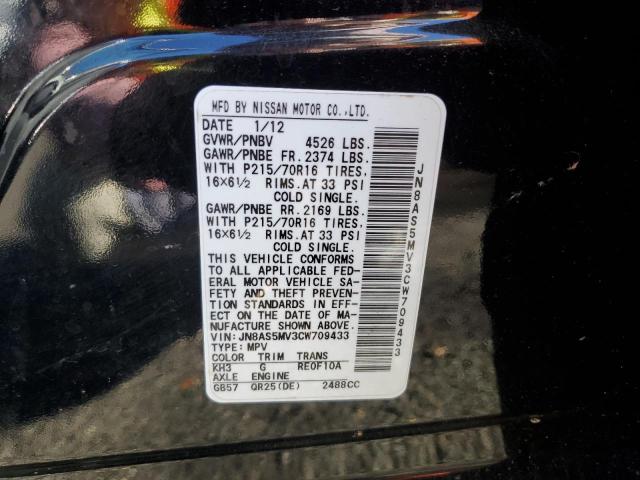 MFD BY NISSAN MOTOR CO.,LTD.
DATE 1/12
GVWR/PNBV 4526 LBS.
GAWR/PNBE FR. 2374 LBS.
WITH P215/70R16 TIRES,
16X6½ RIMS.AT 33 PSI
COLD SINGLE.
GAWR/PNBE RR. 2169 LBS.
WITH P215/70R16 TIRES,
16X6½ RIMS.AT 33 PSI
COLD SINGLE.
THIS VEHICLE CONFORMS
TO ALL APPLICABLE FED-
ERAL MOTOR VEHICLE SA-
FETY AND THEFT PREVEN-
TION STANDARDS IN EFF-
ECT ON THE DATE OF MA-
NUFACTURE SHOWN ABOVE.
VIN: JN8AS5MV3CW709433
TYPE: MPV
COLOR TRIM TRANS
KH3 G RE0F10A
AXLE ENGINE
GB57 QR25(DE) 2488CC
JN8AS5MV3CW709433